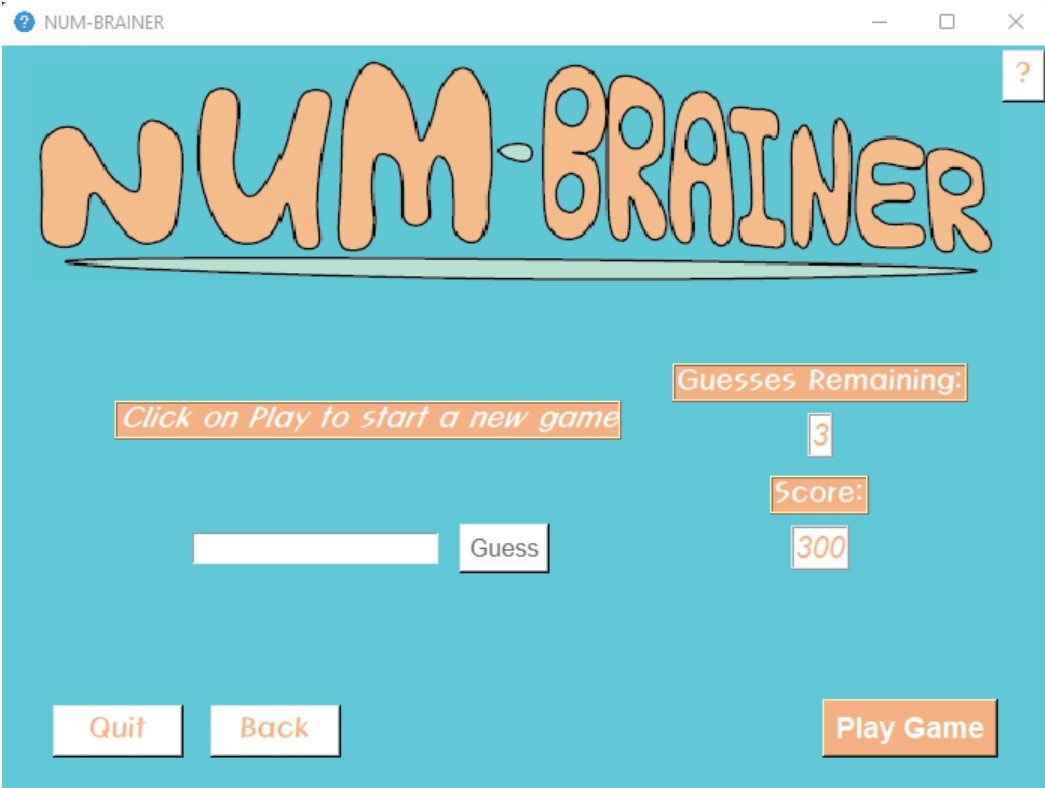 NUM-BRAINER
?
NUM-BRAINER
Guesses Remaining:
Click on Play to start a new game
3
Score:
300
Guess
Quit
Back
Play Game